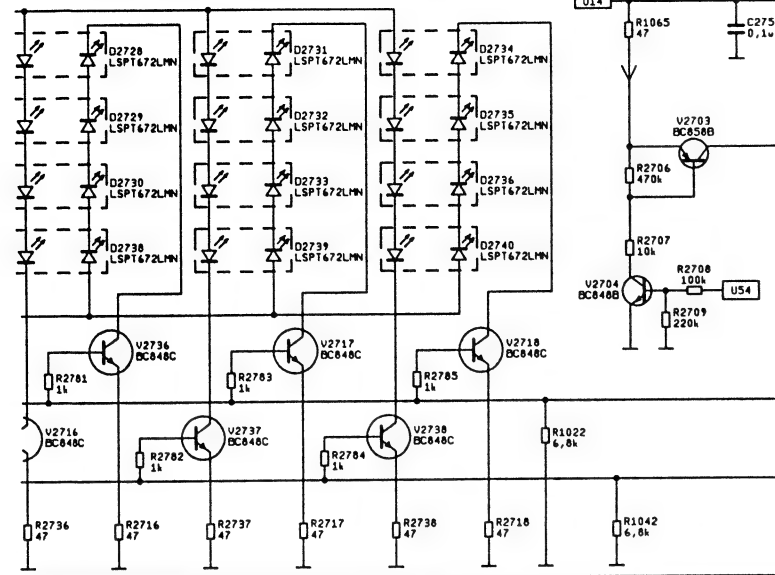 U14
R1065
47
C275
0,1u
D2728
LSPT672LMN
D2731
LSPT672LMN
D2734
LSPT672LMN
D2729
LSPT672LMN
D2732
LSPT672LMN
D2735
LSPT672LMN
V2703
BC858B
D2730
LSPT672LMN
D2733
LSPT672LMN
D2736
LSPT672LMN
R2706
470k
D2738
LSPT672LMN
D2739
LSPT672LMN
D2740
LSPT672LMN
R2707
10k
V2704
BC848B
R2708
100k
U54
R2709
220k
V2736
BC848C
V2717
BC848C
V2718
BC848C
R2781
1k
R2783
1k
R2785
1k
V2716
BC848C
V2737
BC848C
V2738
BC848C
R1022
6,8k
R2782
1k
R2784
1k
R2736
47
R2716
47
R2737
47
R2717
47
R2738
47
R2718
47
R1042
6,8k